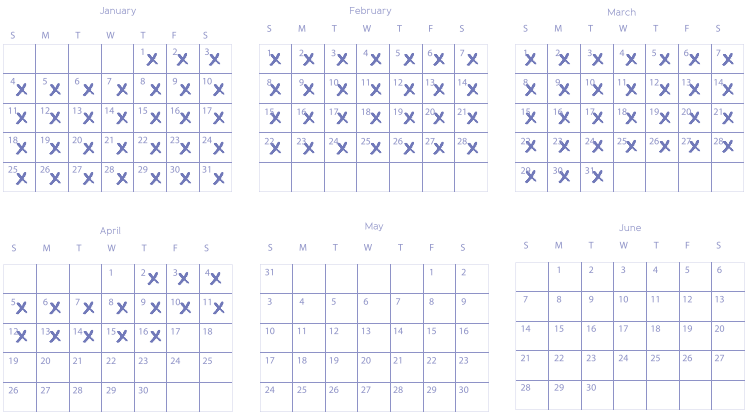 January
S M T W T F S
1 2 3
4 5 6 7 8 9 10
11 12 13 14 15 16 17
18 19 20 21 22 23 24
25 26 27 28 29 30 31
February
S M T W T F S
1 2 3 4 5 6 7
8 9 10 11 12 13 14
15 16 17 18 19 20 21
22 23 24 25 26 27 28
March
S M T W T F S
1 2 3 4 5 6 7
8 9 10 11 12 13 14
15 16 17 18 19 20 21
22 23 24 25 26 27 28
29 30 31
April
S M T W T F S
1 2 3 4
5 6 7 8 9 10 11
12 13 14 15 16 17 18
19 20 21 22 23 24 25
26 27 28 29 30
May
S M T W T F S
31 1 2
3 4 5 6 7 8 9
10 11 12 13 14 15 16
17 18 19 20 21 22 23
24 25 26 27 28 29 30
June
S M T W T F S
1 2 3 4 5 6
7 8 9 10 11 12 13
14 15 16 17 18 19 20
21 22 23 24 25 26 27
28 29 30